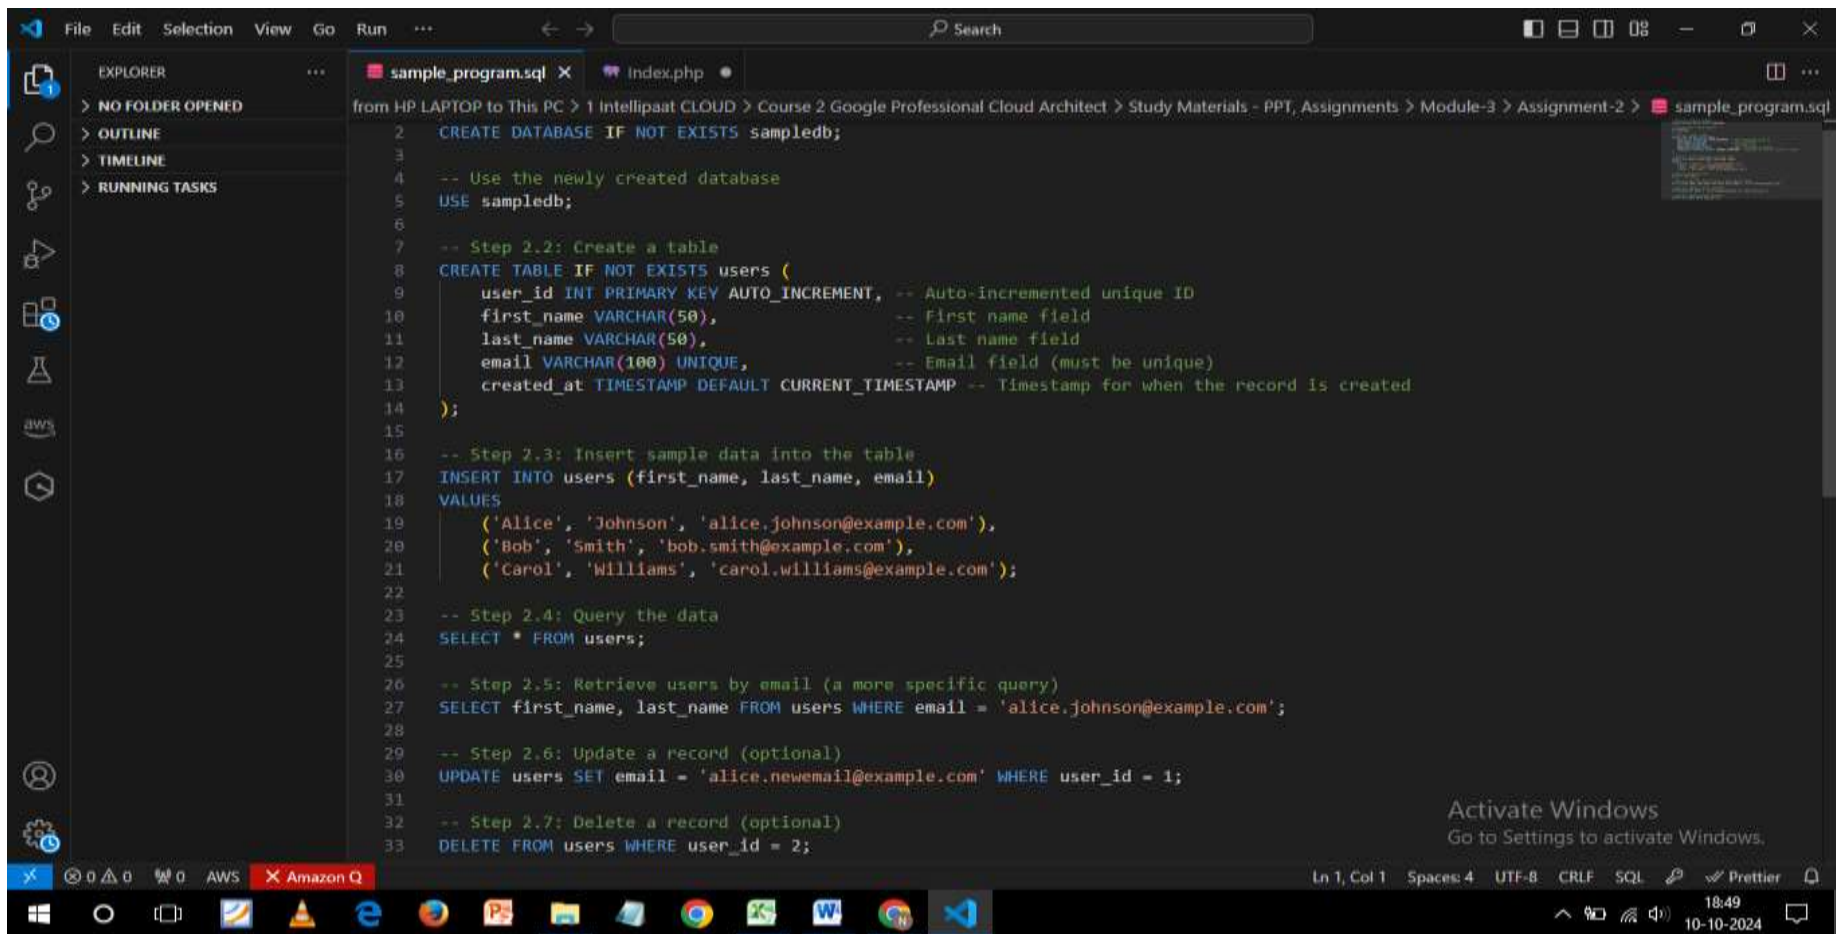 File Edit Selection View Go Run ··· Search
EXPLORER ···
NO FOLDER OPENED
OUTLINE
TIMELINE
RUNNING TASKS
sample_program.sql Index.php
from HP LAPTOP to This PC > 1 Intellipaat CLOUD > Course 2 Google Professional Cloud Architect > Study Materials - PPT, Assignments > Module-3 > Assignment-2 > sample_program.sql
2 CREATE DATABASE IF NOT EXISTS sampledb;
3
4 -- Use the newly created database
5 USE sampledb;
6
7 -- Step 2.2: Create a table
8 CREATE TABLE IF NOT EXISTS users (
9 user_id INT PRIMARY KEY AUTO_INCREMENT, -- Auto-incremented unique ID
10 first_name VARCHAR(50), -- First name field
11 last_name VARCHAR(50), -- Last name field
12 email VARCHAR(100) UNIQUE, -- Email field (must be unique)
13 created_at TIMESTAMP DEFAULT CURRENT_TIMESTAMP -- Timestamp for when the record is created
14 );
15
16 -- Step 2.3: Insert sample data into the table
17 INSERT INTO users (first_name, last_name, email)
18 VALUES
19 ('Alice', 'Johnson', 'alice.johnson@example.com'),
20 ('Bob', 'Smith', 'bob.smith@example.com'),
21 ('Carol', 'Williams', 'carol.williams@example.com');
22
23 -- Step 2.4: Query the data
24 SELECT * FROM users;
25
26 -- Step 2.5: Retrieve users by email (a more specific query)
27 SELECT first_name, last_name FROM users WHERE email = 'alice.johnson@example.com';
28
29 -- Step 2.6: Update a record (optional)
30 UPDATE users SET email = 'alice.newemail@example.com' WHERE user_id = 1;
31
32 -- Step 2.7: Delete a record (optional)
33 DELETE FROM users WHERE user_id = 2;
aws
1
Activate Windows
Go to Settings to activate Windows.
0 0 0 AWS Amazon Q Ln 1, Col 1 Spaces: 4 UTF-8 CRLF SQL Prettier
18:49
10-10-2024